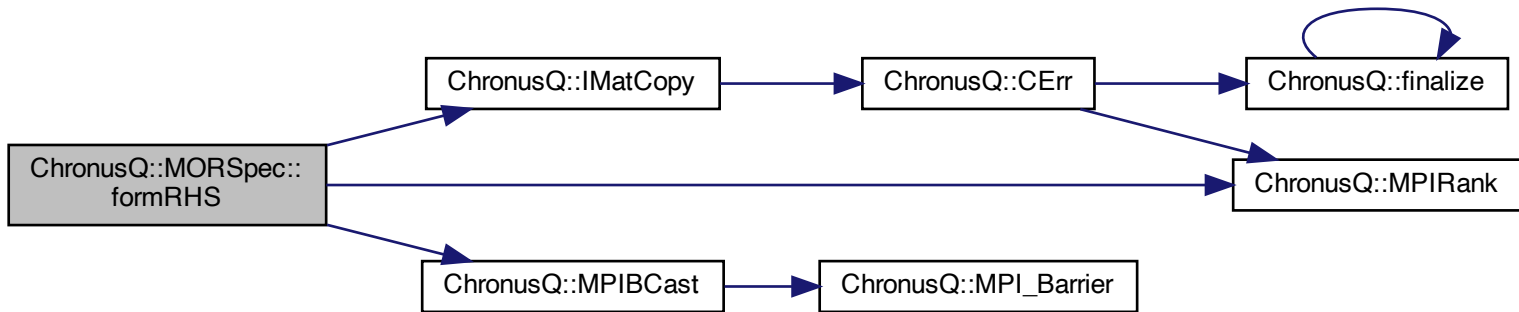 ChronusQ::IMatCopy
ChronusQ::CErr
ChronusQ::finalize
ChronusQ::MORSpec::
formRHS
ChronusQ::MPIRank
ChronusQ::MPIBCast
ChronusQ::MPI_Barrier